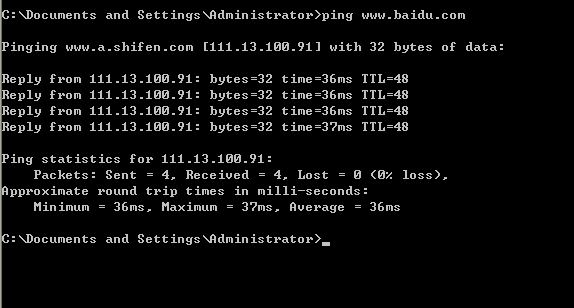 C:\Documents and Settings\Administrator>ping www.baidu.com
Pinging www.a.shifen.com [111.13.100.91] with 32 bytes of data:
Reply from 111.13.100.91: bytes=32 time=36ms TTL=48
Reply from 111.13.100.91: bytes=32 time=36ms TTL=48
Reply from 111.13.100.91: bytes=32 time=36ms TTL=48
Reply from 111.13.100.91: bytes=32 time=37ms TTL=48
Ping statistics for 111.13.100.91:
    Packets: Sent = 4, Received = 4, Lost = 0 (0% loss),
Approximate round trip times in milli-seconds:
    Minimum = 36ms, Maximum = 37ms, Average = 36ms
C:\Documents and Settings\Administrator>_